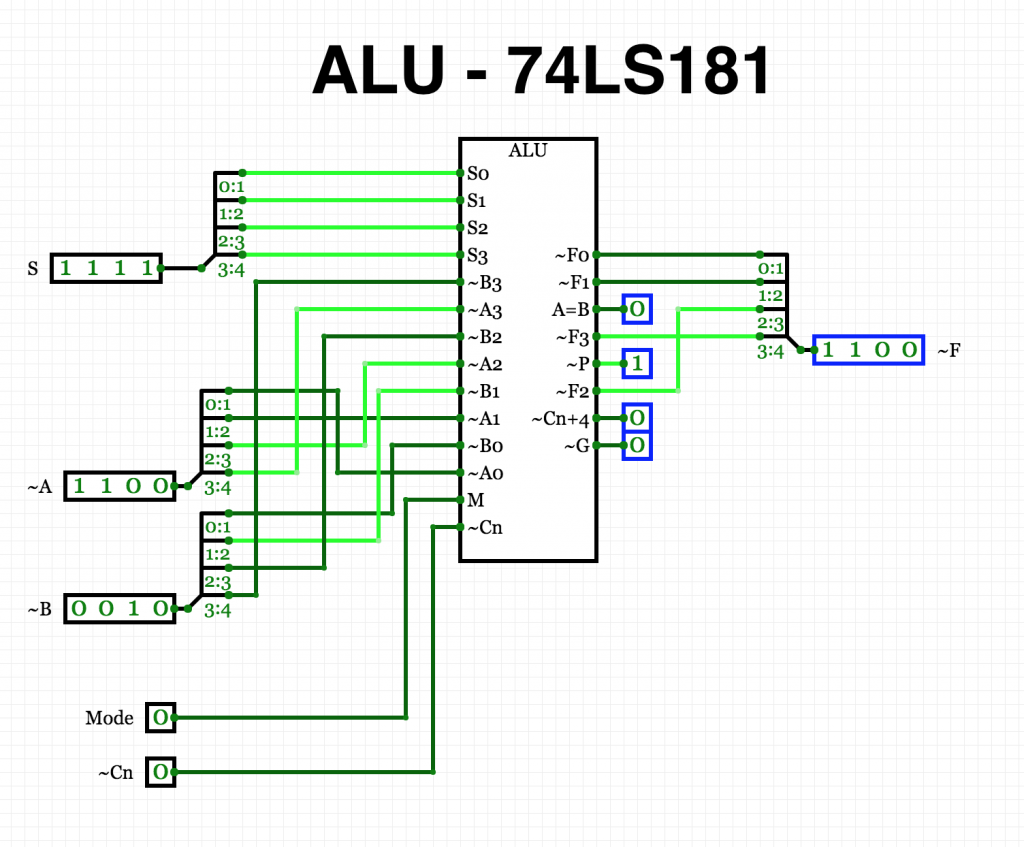 ALU - 74LS181
ALU
S0
0:1
S1
1:2
S2
2:3
S3
3:4
S 1 1 1 1
~B3
~A3
~B2
~A2
~B1
~A1
~B0
~A0
M
~Cn
~F0
~F1
A=B 0
~F3
~P 1
~F2
~Cn+4 0
~G 0
0:1
1:2
2:3
3:4
1 1 0 0 ~F
0:1
1:2
2:3
3:4
~A 1 1 0 0
0:1
1:2
2:3
3:4
~B 0 0 1 0
Mode 0
~Cn 0